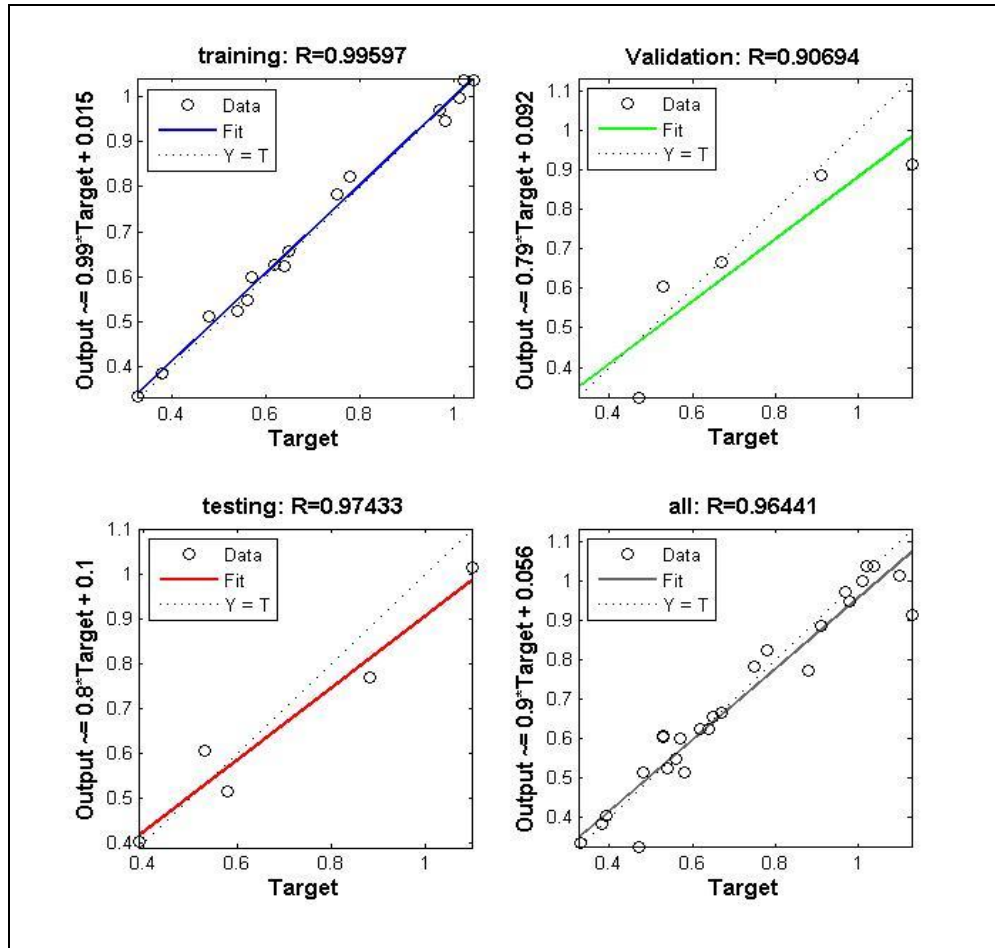 training: R=0.99597
Output ~= 0.99*Target + 0.015
Data
Fit
Y = T
1
0.9
0.8
0.7
0.6
0.5
0.4
0.4 0.6 0.8 1
Target
Validation: R=0.90694
Output ~= 0.79*Target + 0.092
Data
Fit
Y = T
1.1
1
0.9
0.8
0.7
0.6
0.5
0.4
0.4 0.6 0.8 1
Target
testing: R=0.97433
Output ~= 0.8*Target + 0.1
Data
Fit
Y = T
1.1
1
0.9
0.8
0.7
0.6
0.5
0.4
0.4 0.6 0.8 1
Target
all: R=0.96441
Output ~= 0.9*Target + 0.056
Data
Fit
Y = T
1.1
1
0.9
0.8
0.7
0.6
0.5
0.4
0.4 0.6 0.8 1
Target